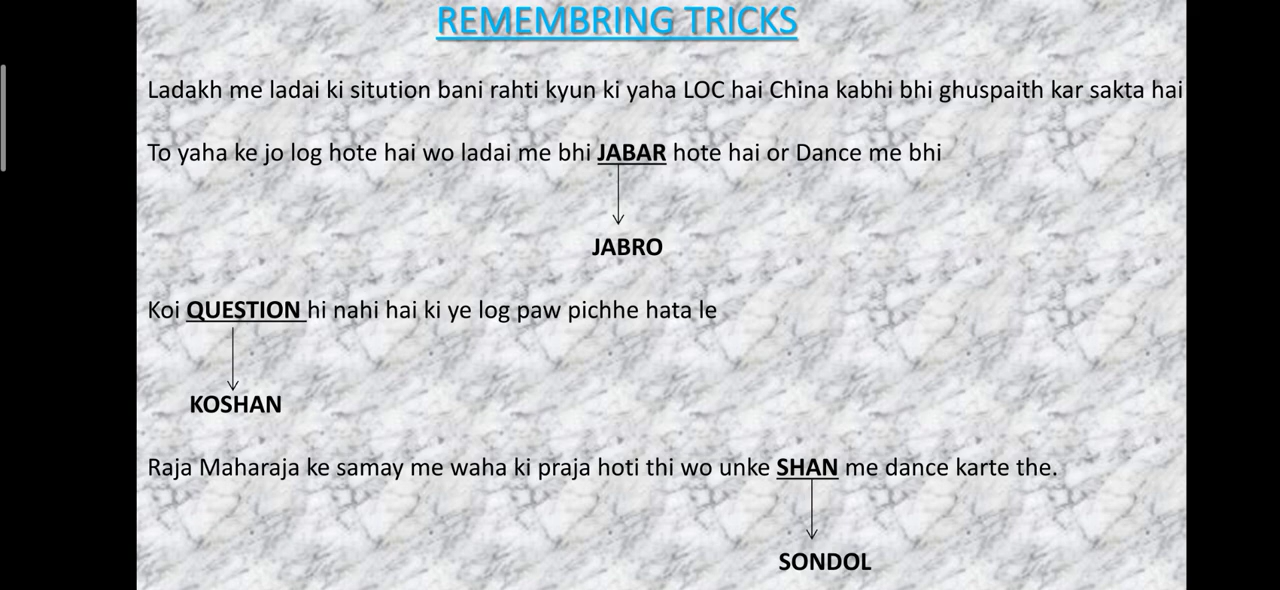 REMEMBRING TRICKS
Ladakh me ladai ki sitution bani rahti kyun ki yaha LOC hai China kabhi bhi ghuspaith kar sakta hai
To yaha ke jo log hote hai wo ladai me bhi JABAR hote hai or Dance me bhi
JABRO
Koi QUESTION hi nahi hai ki ye log paw pichhe hata le
KOSHAN
Raja Maharaja ke samay me waha ki praja hoti thi wo unke SHAN me dance karte the.
SONDOL